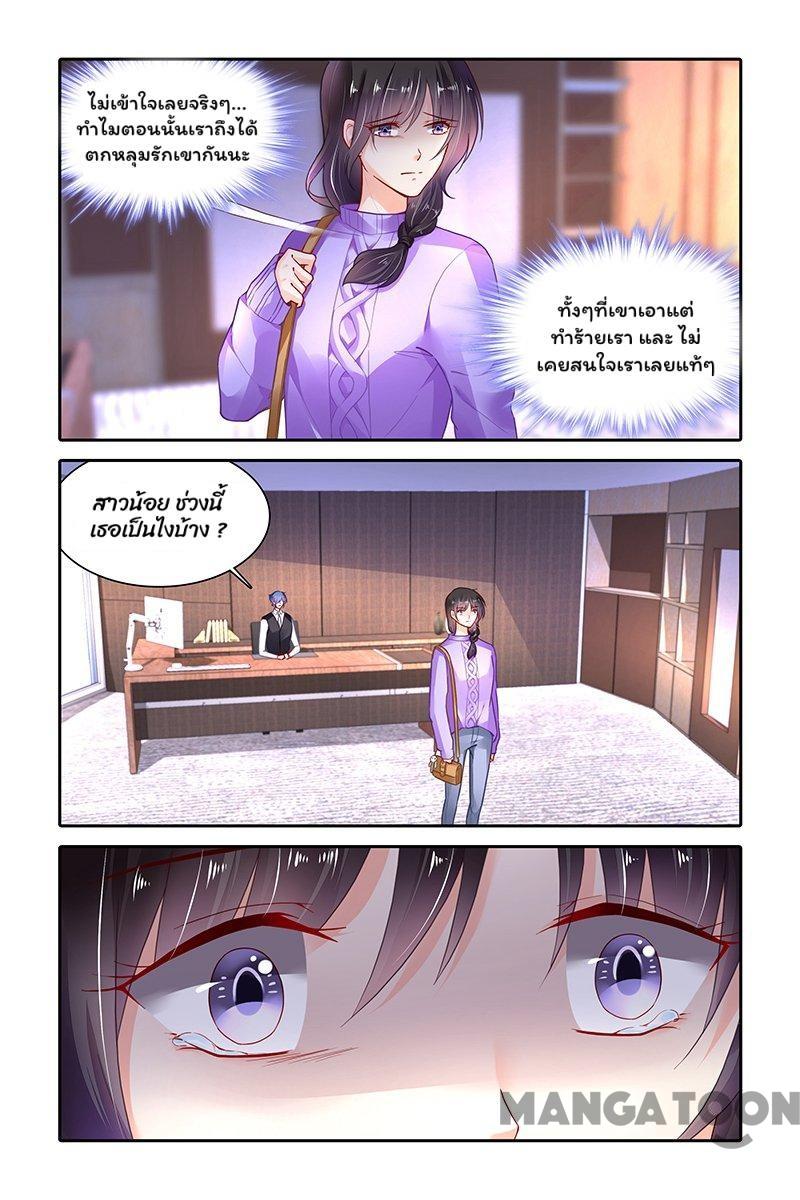 ไม่เข้าใจเลยจริงๆ...
ทำไมตอนนั้นเราถึงได้
ตกหลุมรักเขากันนะ
ทั้งๆที่เขาเอาแต่
ทำร้ายเรา และ ไม่
เคยสนใจเราเลยแท้ๆ
สาวน้อย ช่วงนี้
เธอเป็นไงบ้าง ?
MANGATOON